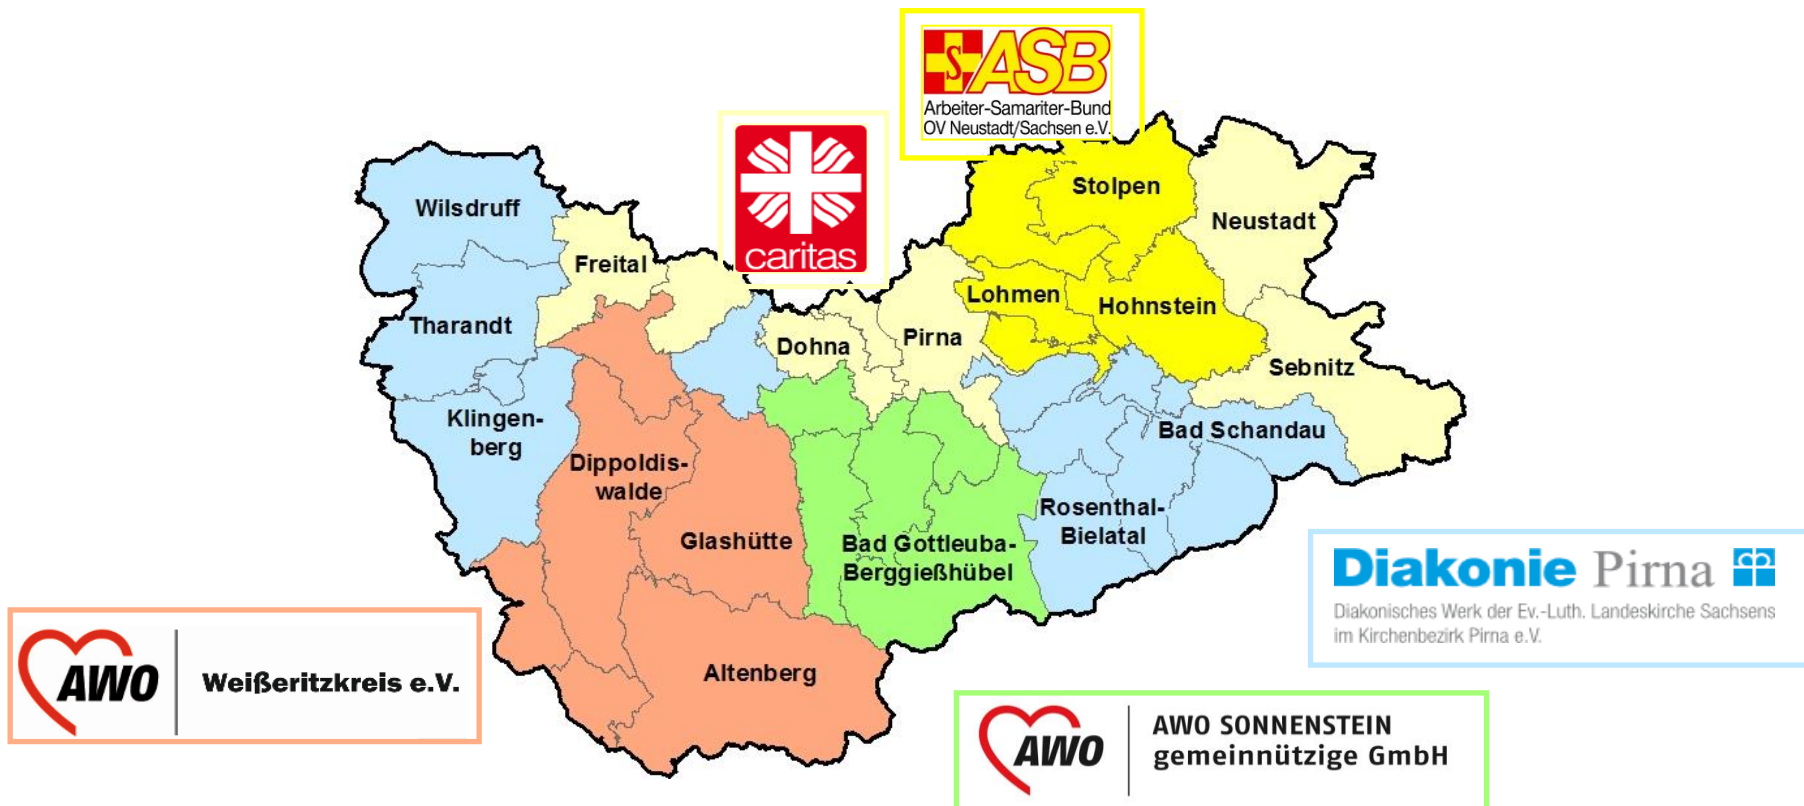 S ASB
Arbeiter-Samariter-Bund
OV Neustadt/Sachsen e.V.
caritas
Stolpen
Wilsdruff
Neustadt
Freital
Lohmen
Hohnstein
Tharandt
Dohna
Pirna
Sebnitz
Klingen-
berg
Bad Schandau
Dippoldis-
walde
Rosenthal-
Bielatal
Glashütte
Bad Gottleuba-
Berggießhübel
Diakonie Pirna
Diakonisches Werk der Ev.-Luth. Landeskirche Sachsens
im Kirchenbezirk Pirna e.V.
Altenberg
AWO
Weißeritzkreis e.V.
AWO
AWO SONNENSTEIN
gemeinnützige GmbH